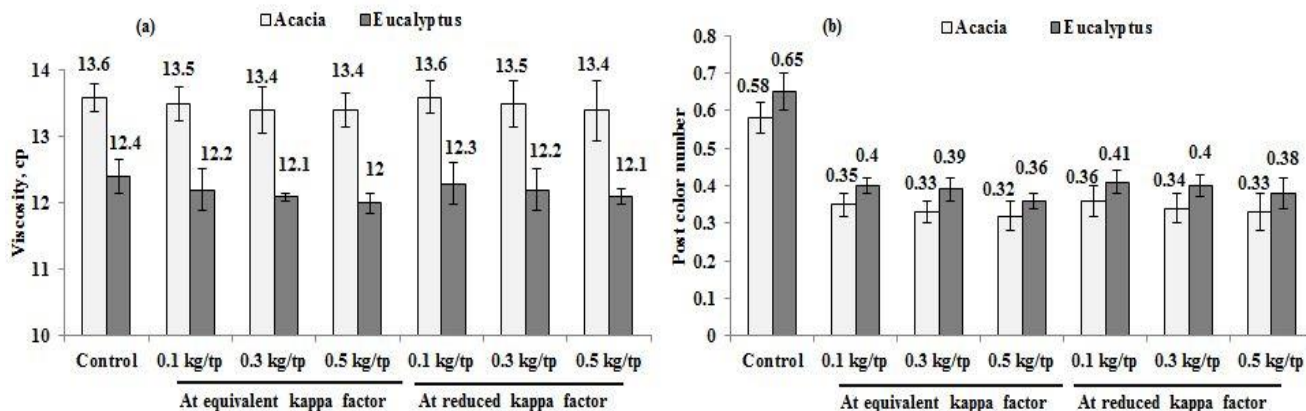 (a)
Acacia Eucalyptus
Viscosity, cp
14
13
12
11
10
13.6 13.5 13.4 13.4 13.6 13.5 13.4
12.4 12.2 12.1 12 12.3 12.2 12.1
Control 0.1 kg/tp 0.3 kg/tp 0.5 kg/tp 0.1 kg/tp 0.3 kg/tp 0.5 kg/tp
At equivalent kappa factor At reduced kappa factor
(b)
Acacia Eucalyptus
Post color number
0.8
0.7
0.6
0.5
0.4
0.3
0.2
0.1
0
0.58 0.65 0.35 0.4 0.33 0.39 0.32 0.36 0.36 0.41 0.34 0.4 0.33 0.38
Control 0.1 kg/tp 0.3 kg/tp 0.5 kg/tp 0.1 kg/tp 0.3 kg/tp 0.5 kg/tp
At equivalent kappa factor At reduced kappa factor